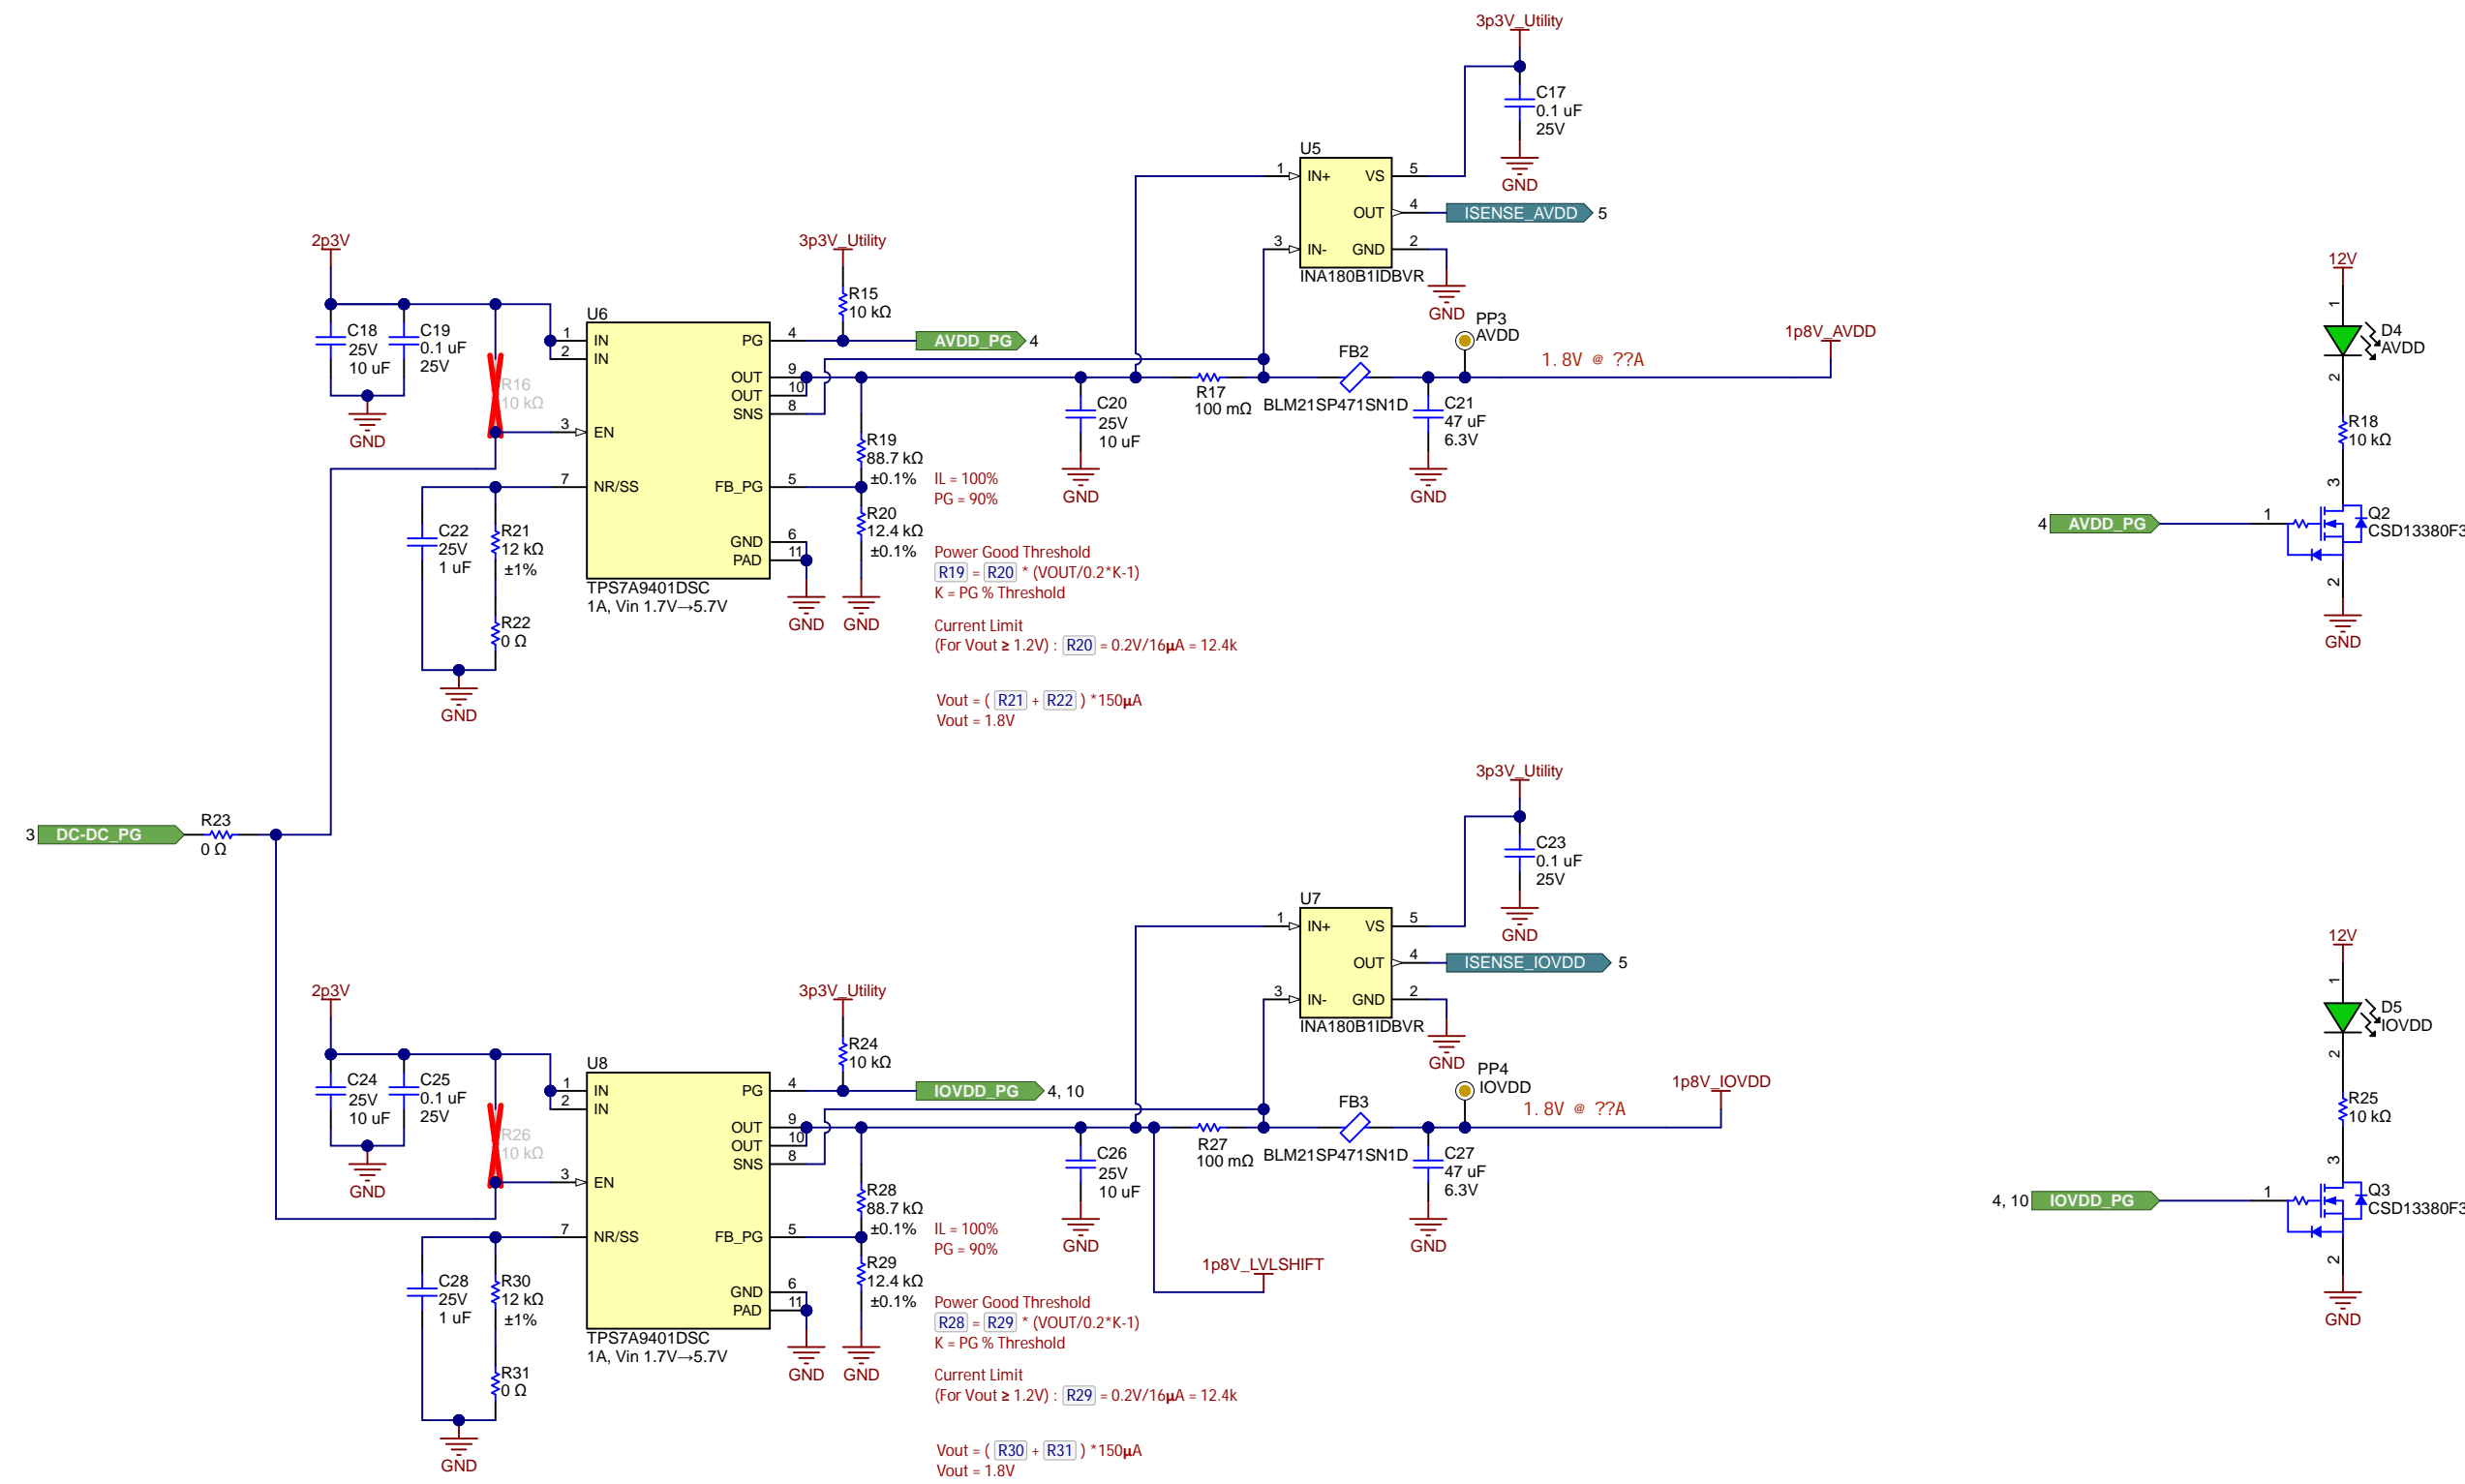 3p3V_Utility
C17
0.1 uF
25V
GND
U5
1
IN+
VS
5
OUT
4
ISENSE_AVDD
5
3
IN-
GND
2
INA180B1IDBVR
GND
2p3V
C18
25V
10 uF
C19
0.1 uF
25V
GND
R16
10 kΩ
3p3V_Utility
R15
10 kΩ
AVDD_PG
4
U6
1
IN
2
IN
3
EN
7
NR/SS
PG
4
OUT
9
OUT
10
SNS
8
FB_PG
5
GND
6
PAD
11
TPS7A9401DSC
1A, Vin 1.7V→5.7V
C22
25V
1 uF
R21
12 kΩ
±1%
R22
0 Ω
GND
GND
GND
R19
88.7 kΩ
±0.1%
R20
12.4 kΩ
±0.1%
IL = 100%
PG = 90%
Power Good Threshold
R19 = R20 * (VOUT/0.2*K-1)
K = PG % Threshold
Current Limit
(For Vout ≥ 1.2V) : R20 = 0.2V/16µA = 12.4k
Vout = ( R21 + R22 ) *150µA
Vout = 1.8V
C20
25V
10 uF
GND
R17
100 mΩ
FB2
BLM21SP471SN1D
PP3
AVDD
C21
47 uF
6.3V
GND
1.8V @ ??A
1p8V_AVDD
12V
1
D4
AVDD
2
R18
10 kΩ
3
4
AVDD_PG
1
Q2
CSD13380F3
2
GND
3
DC-DC_PG
R23
0 Ω
3p3V_Utility
C23
0.1 uF
25V
GND
U7
1
IN+
VS
5
OUT
4
ISENSE_IOVDD
5
3
IN-
GND
2
INA180B1IDBVR
GND
2p3V
C24
25V
10 uF
C25
0.1 uF
25V
GND
R26
10 kΩ
3p3V_Utility
R24
10 kΩ
IOVDD_PG
4, 10
U8
1
IN
2
IN
3
EN
7
NR/SS
PG
4
OUT
9
OUT
10
SNS
8
FB_PG
5
GND
6
PAD
11
TPS7A9401DSC
1A, Vin 1.7V→5.7V
C28
25V
1 uF
R30
12 kΩ
±1%
R31
0 Ω
GND
GND
GND
R28
88.7 kΩ
±0.1%
R29
12.4 kΩ
±0.1%
IL = 100%
PG = 90%
Power Good Threshold
R28 = R29 * (VOUT/0.2*K-1)
K = PG % Threshold
Current Limit
(For Vout ≥ 1.2V) : R29 = 0.2V/16µA = 12.4k
Vout = ( R30 + R31 ) *150µA
Vout = 1.8V
C26
25V
10 uF
GND
R27
100 mΩ
1p8V_LVLSHIFT
FB3
BLM21SP471SN1D
PP4
IOVDD
C27
47 uF
6.3V
GND
1.8V @ ??A
1p8V_IOVDD
12V
1
D5
IOVDD
2
R25
10 kΩ
3
4, 10
IOVDD_PG
1
Q3
CSD13380F3
2
GND